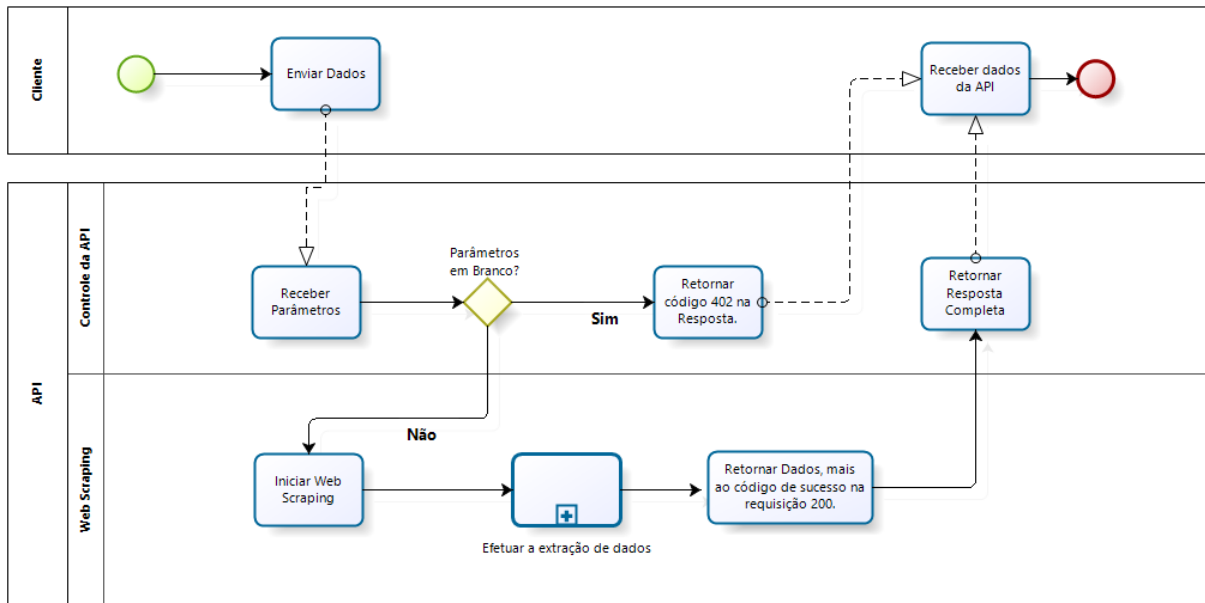 Cliente
Enviar Dados
Receber dados
da API
API
Controle da API
Receber
Parâmetros
Parâmetros
em Branco?
Sim
Retornar
código 402 na
Resposta.
Retornar
Resposta
Completa
Web Scraping
Não
Iniciar Web
Scraping
Efetuar a extração de dados
Retornar Dados, mais
ao código de sucesso na
requisição 200.